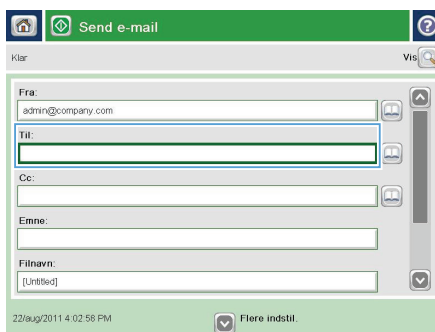 Send e-mail
Klar
Vis
Fra:
admin@company.com
Til:
Cc:
Emne:
Filnavn:
[Untitled]
22/aug/2011 4:02:58 PM
Flere indstil.